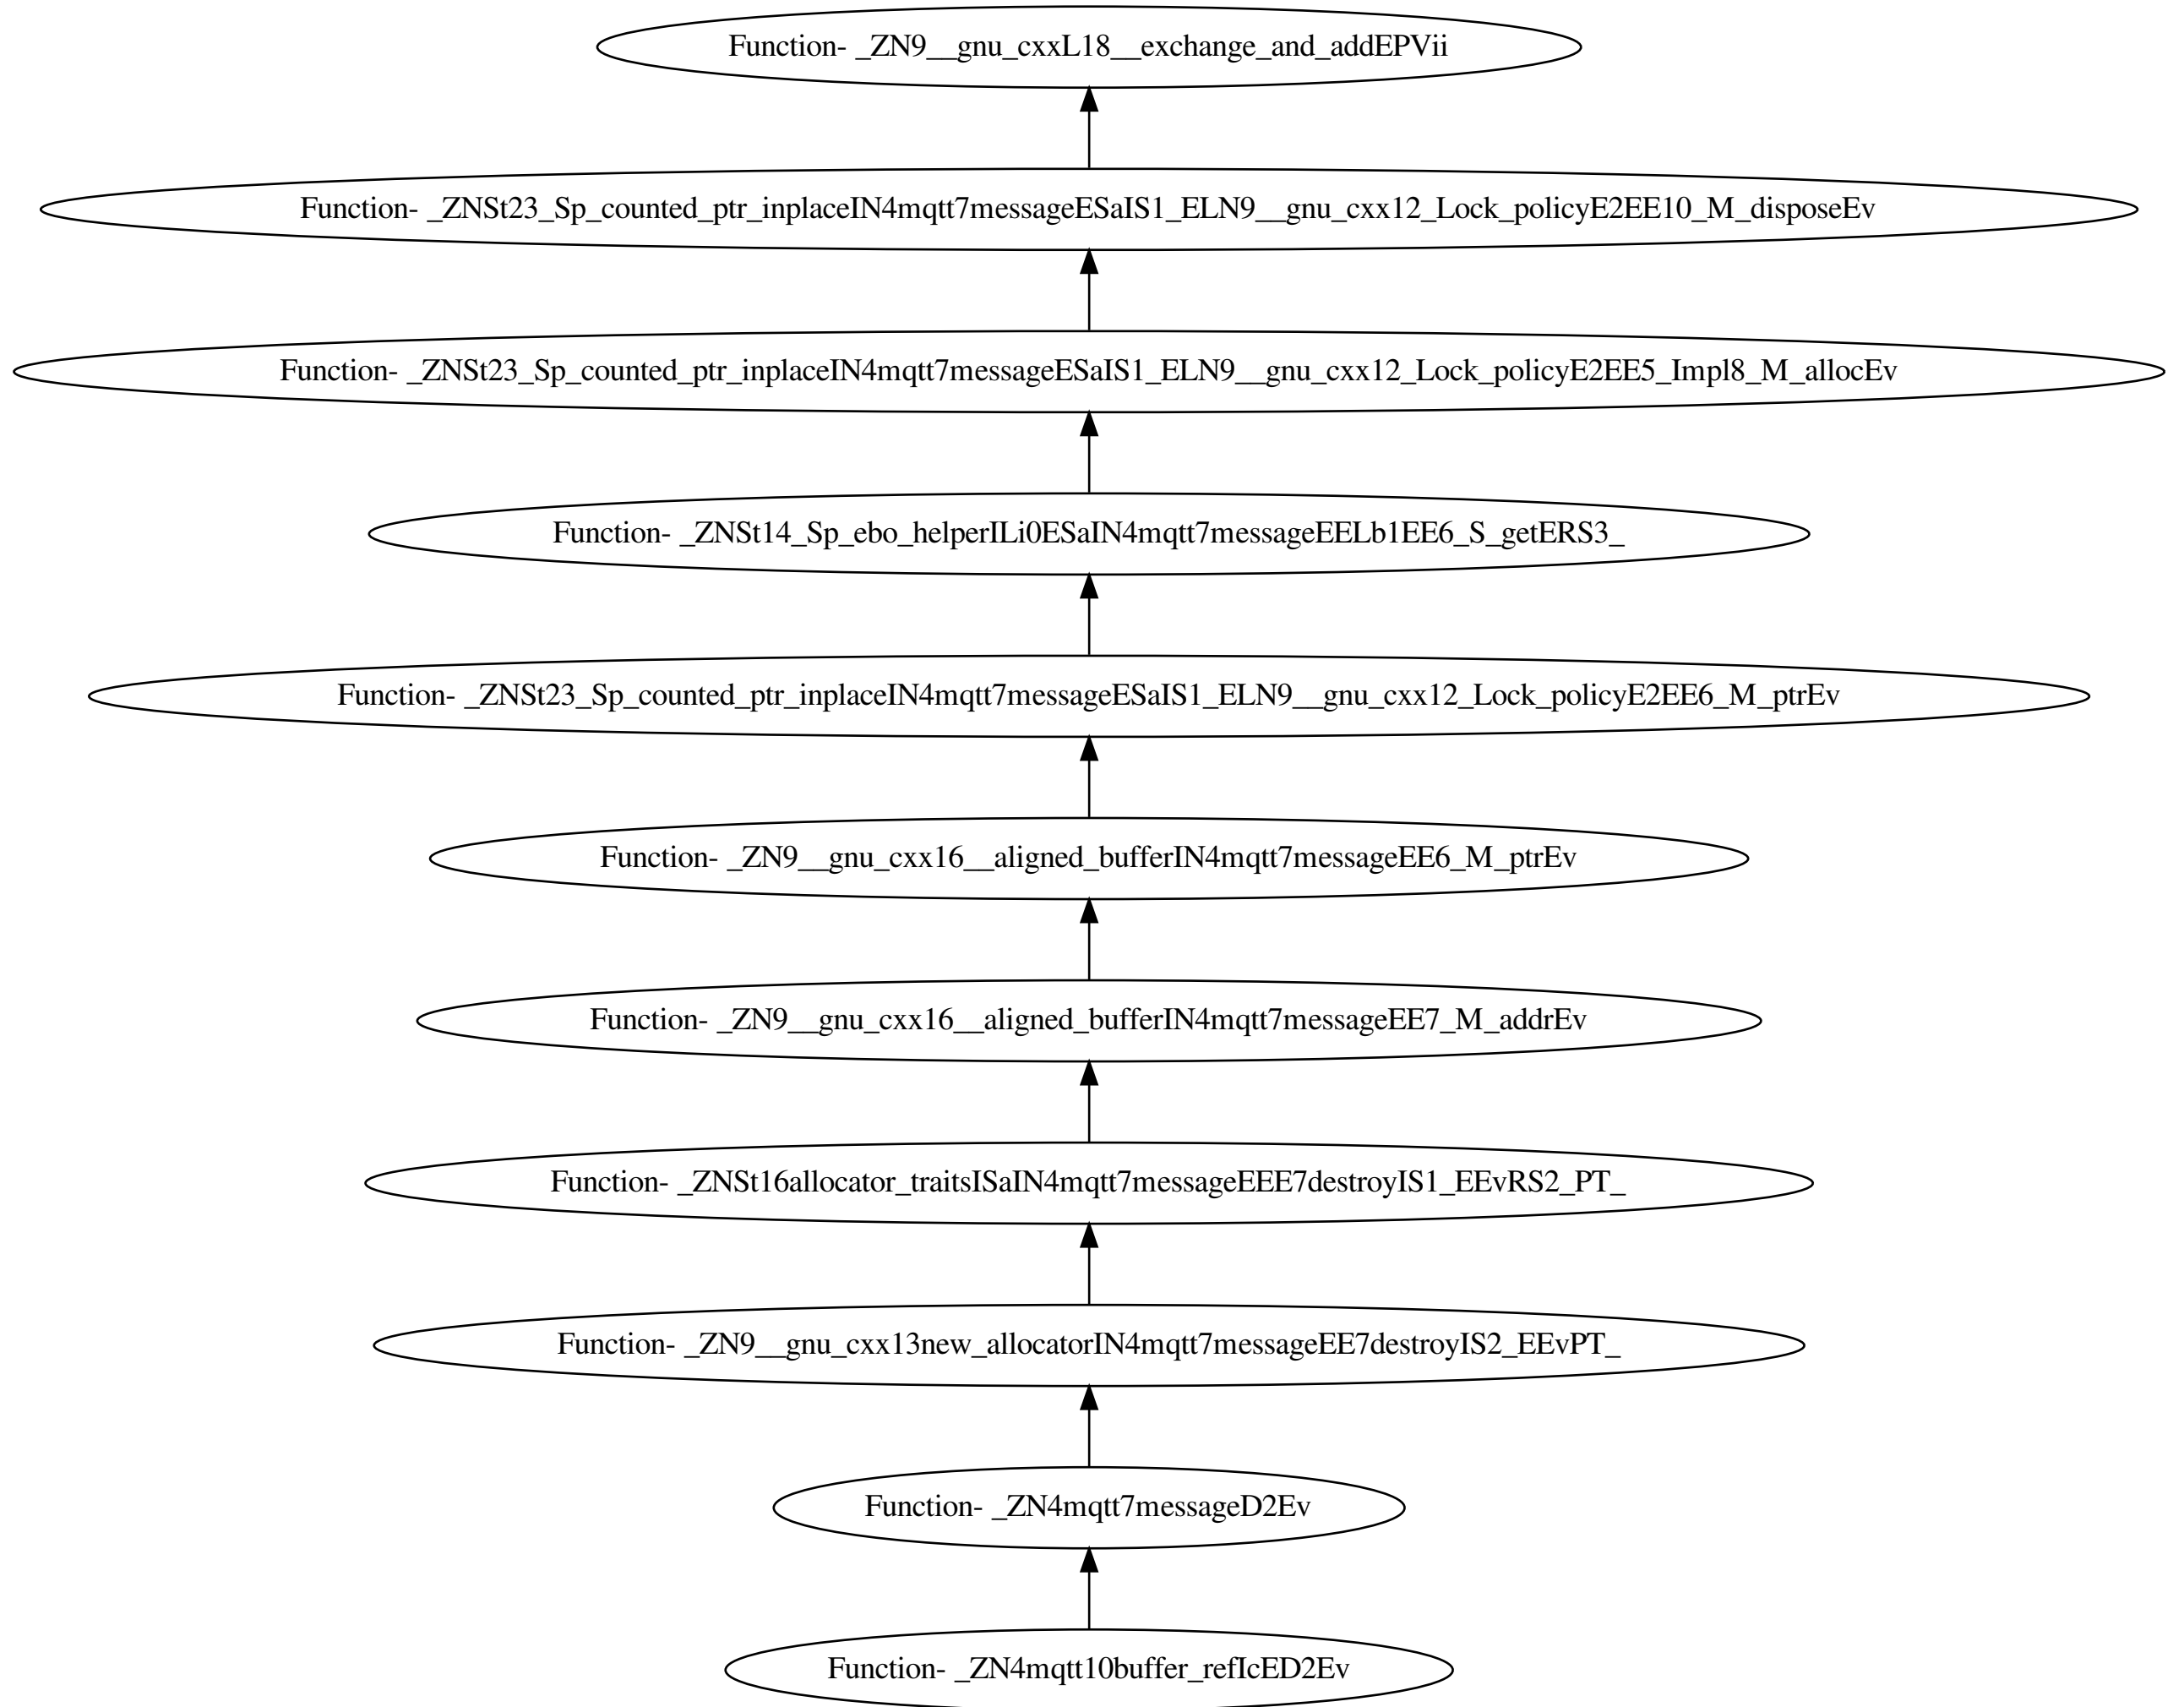 Function- _ZN9__gnu_cxxL18__exchange_and_addEPVii
Function- _ZNSt23_Sp_counted_ptr_inplaceIN4mqtt7messageESaIS1_ELN9__gnu_cxx12_Lock_policyE2EE10_M_disposeEv
Function- _ZNSt23_Sp_counted_ptr_inplaceIN4mqtt7messageESaIS1_ELN9__gnu_cxx12_Lock_policyE2EE5_Impl8_M_allocEv
Function- _ZNSt14_Sp_ebo_helperILi0ESaIN4mqtt7messageEELb1EE6_S_getERS3_
Function- _ZNSt23_Sp_counted_ptr_inplaceIN4mqtt7messageESaIS1_ELN9__gnu_cxx12_Lock_policyE2EE6_M_ptrEv
Function- _ZN9__gnu_cxx16__aligned_bufferIN4mqtt7messageEE6_M_ptrEv
Function- _ZN9__gnu_cxx16__aligned_bufferIN4mqtt7messageEE7_M_addrEv
Function- _ZNSt16allocator_traitsISaIN4mqtt7messageEEE7destroyIS1_EEvRS2_PT_
Function- _ZN9__gnu_cxx13new_allocatorIN4mqtt7messageEE7destroyIS2_EEvPT_
Function- _ZN4mqtt7messageD2Ev
Function- _ZN4mqtt10buffer_refIcED2Ev